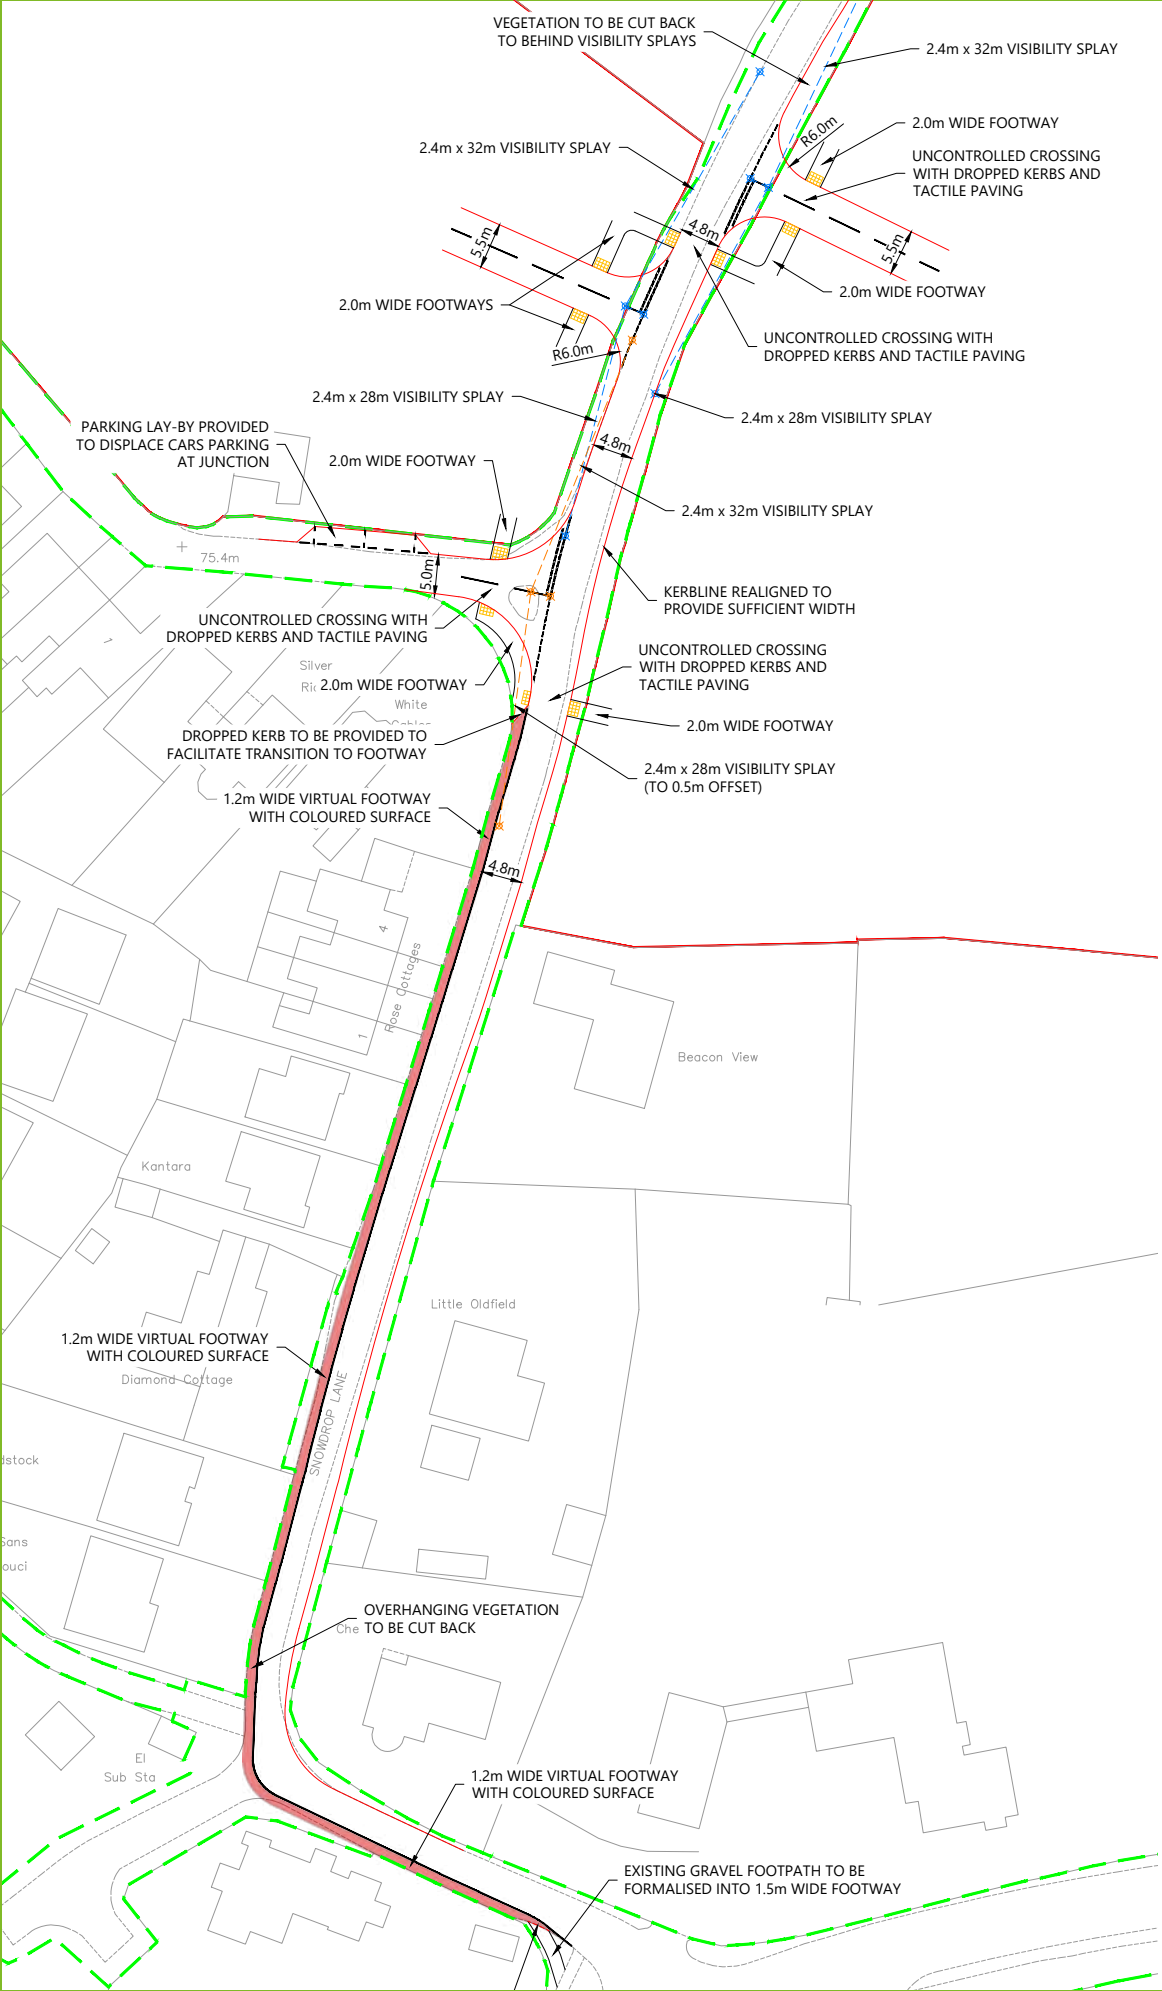 VEGETATION TO BE CUT BACK
TO BEHIND VISIBILITY SPLAYS
2.4m x 32m VISIBILITY SPLAY
2.0m WIDE FOOTWAY
R6.0m
2.4m x 32m VISIBILITY SPLAY
UNCONTROLLED CROSSING
WITH DROPPED KERBS AND
TACTILE PAVING
4.8m
5.5m
5.5m
2.0m WIDE FOOTWAYS
2.0m WIDE FOOTWAY
R6.0m
UNCONTROLLED CROSSING WITH
DROPPED KERBS AND TACTILE PAVING
2.4m x 28m VISIBILITY SPLAY
2.4m x 28m VISIBILITY SPLAY
PARKING LAY-BY PROVIDED
TO DISPLACE CARS PARKING
AT JUNCTION
4.8m
2.0m WIDE FOOTWAY
2.4m x 32m VISIBILITY SPLAY
75.4m
5.0m
KERBLINE REALIGNED TO
PROVIDE SUFFICIENT WIDTH
UNCONTROLLED CROSSING WITH
DROPPED KERBS AND TACTILE PAVING
1
UNCONTROLLED CROSSING
WITH DROPPED KERBS AND
TACTILE PAVING
Silver
2.0m WIDE FOOTWAY
White
2.0m WIDE FOOTWAY
DROPPED KERB TO BE PROVIDED TO
FACILITATE TRANSITION TO FOOTWAY
2.4m x 28m VISIBILITY SPLAY
(TO 0.5m OFFSET)
1.2m WIDE VIRTUAL FOOTWAY
WITH COLOURED SURFACE
4.8m
4
Rose Cottages
1
Beacon View
Kantara
Little Oldfield
1.2m WIDE VIRTUAL FOOTWAY
WITH COLOURED SURFACE
Diamond Cottage
SNOWDROP LANE
dstock
Sans
ouci
OVERHANGING VEGETATION
TO BE CUT BACK
Che
El
Sub Sta
1.2m WIDE VIRTUAL FOOTWAY
WITH COLOURED SURFACE
EXISTING GRAVEL FOOTPATH TO BE
FORMALISED INTO 1.5m WIDE FOOTWAY